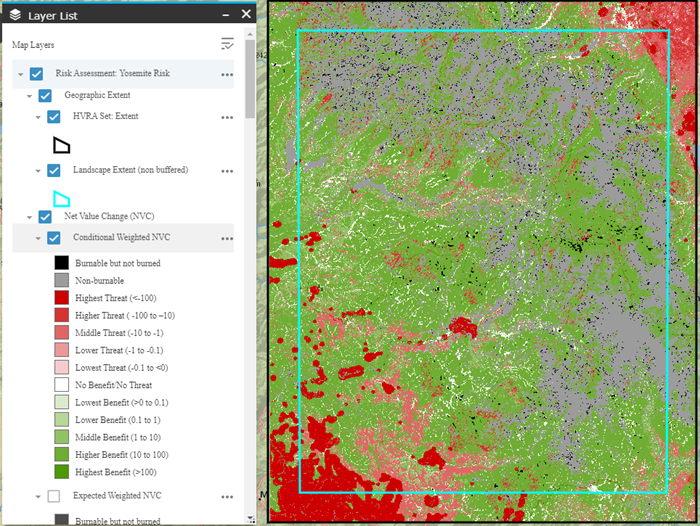 Layer List
Map Layers
Risk Assessment: Yosemite Risk
Geographic Extent
HVRA Set: Extent
Landscape Extent (non buffered)
Net Value Change (NVC)
Conditional Weighted NVC
Burnable but not burned
Non-burnable
Highest Threat (<-100)
Higher Threat ( -100 to –10)
Middle Threat (-10 to -1)
Lower Threat (-1 to -0.1)
Lowest Threat (-0.1 to <0)
No Benefit/No Threat
Lowest Benefit (>0 to 0.1)
Lower Benefit (0.1 to 1)
Middle Benefit (1 to 10)
Higher Benefit (10 to 100)
Highest Benefit (>100)
Expected Weighted NVC
Burnable but not burned